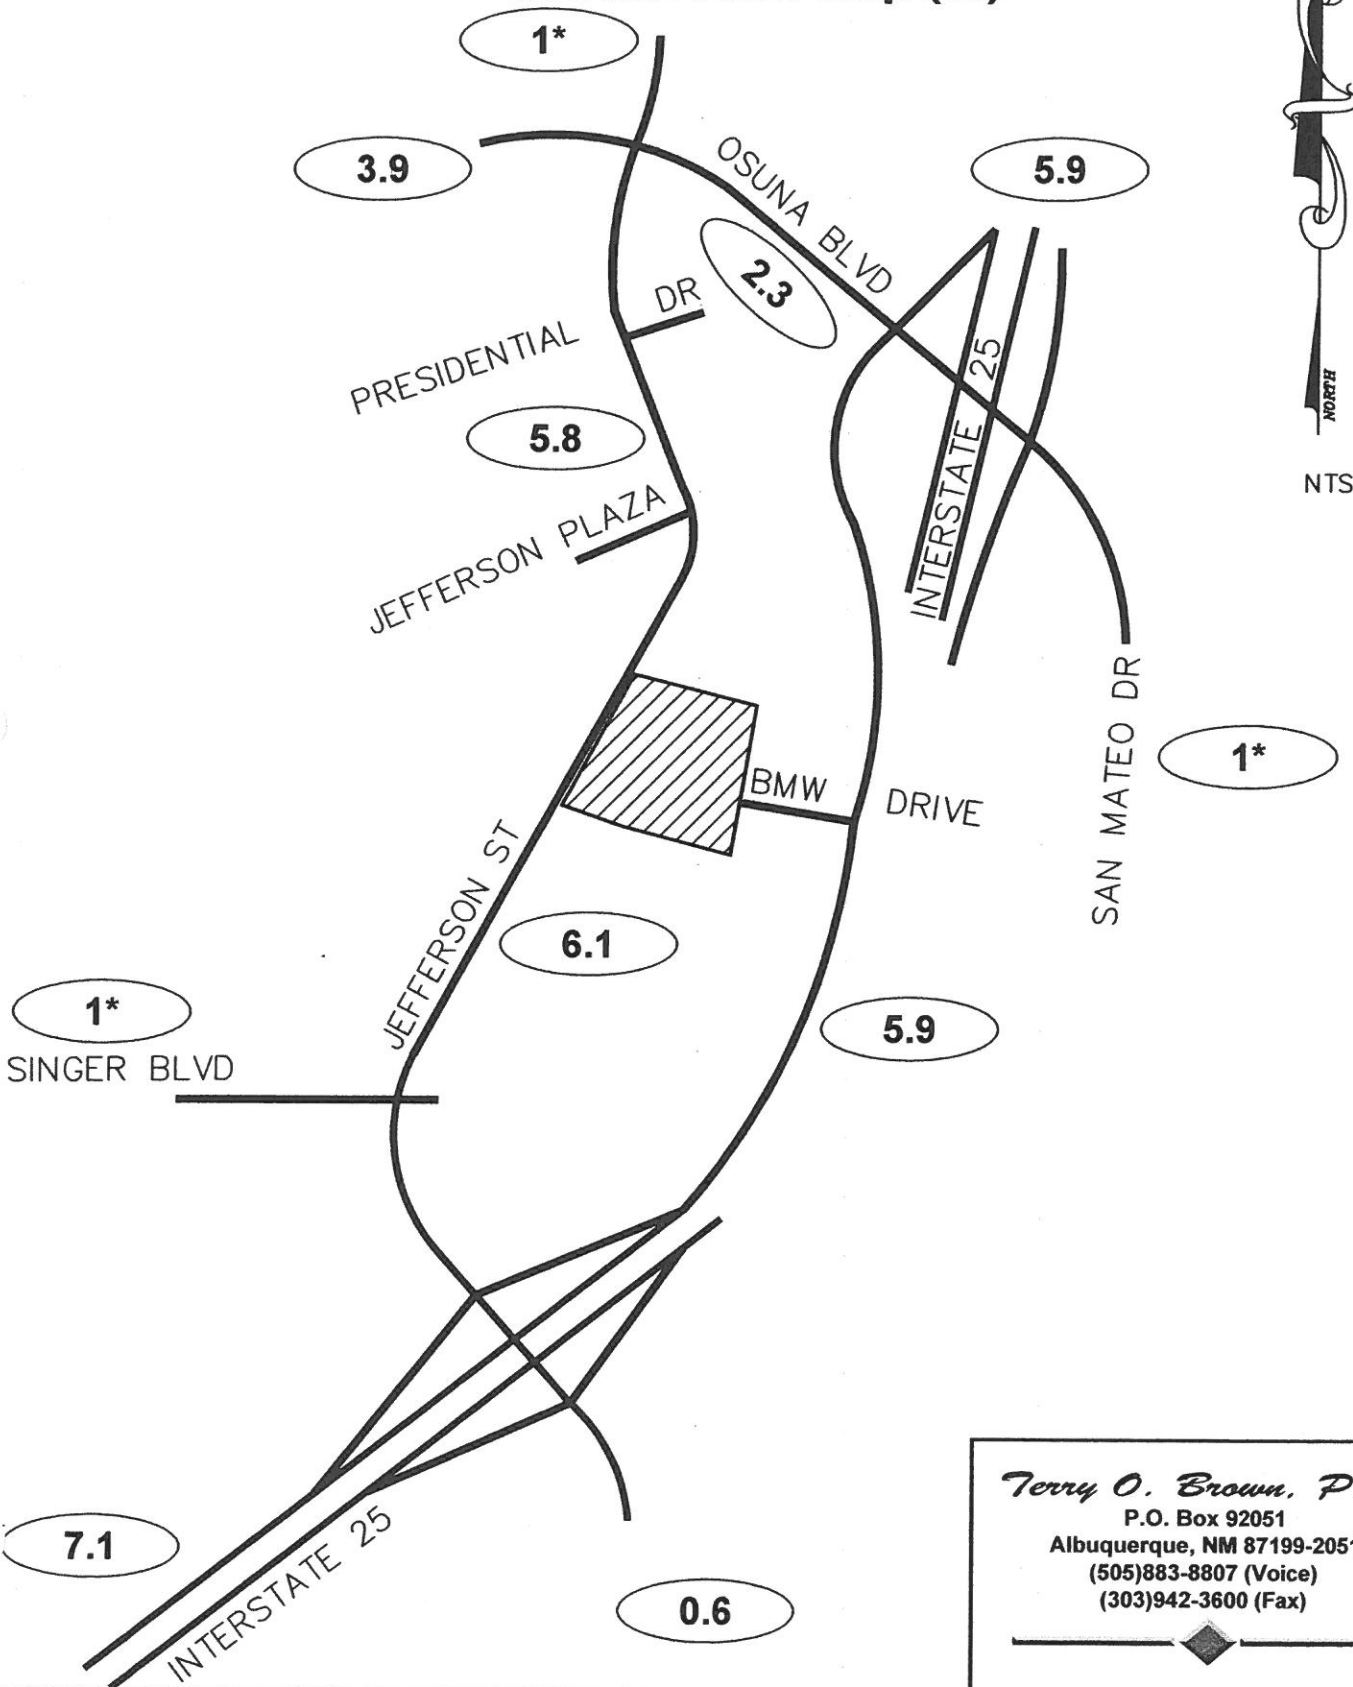 1*
3.9
OSUNA BLVD
5.9
2.3
PRESIDENTIAL DR
INTERSTATE 25
NORTH
NTS
5.8
JEFFERSON PLAZA
SAN MATEO DR
1*
BMW DRIVE
JEFFERSON ST
6.1
1*
SINGER BLVD
5.9
7.1
INTERSTATE 25
0.6
Terry O. Brown, P
P.O. Box 92051
Albuquerque, NM 87199-2051
(505)883-8807 (Voice)
(303)942-3600 (Fax)